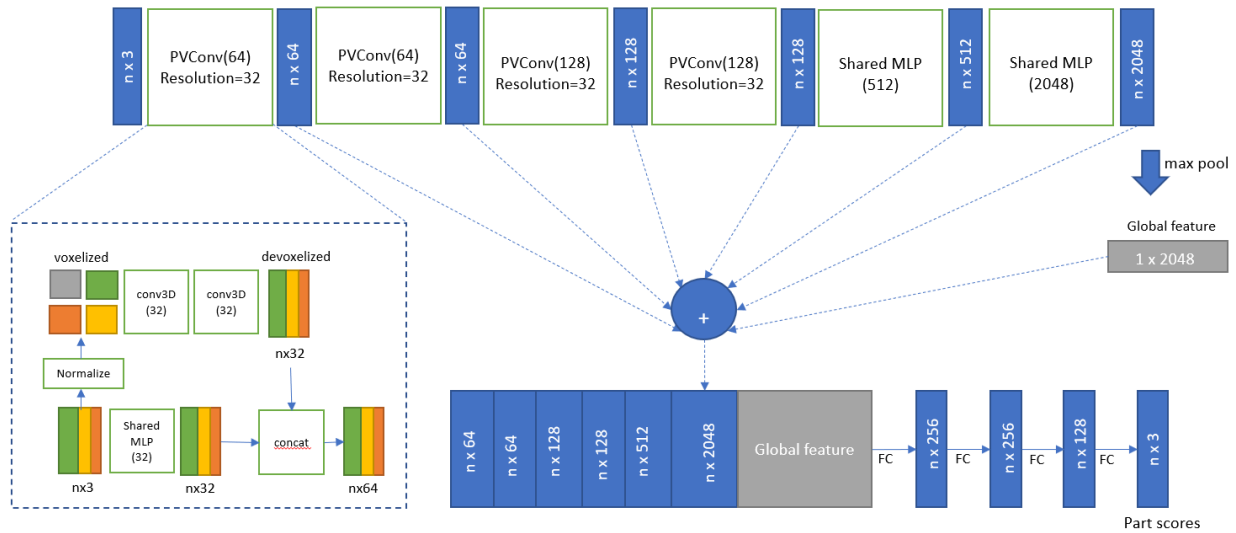 n x 3
PVConv(64)
Resolution=32
n x 64
PVConv(64)
Resolution=32
n x 64
PVConv(128)
Resolution=32
n x 128
PVConv(128)
Resolution=32
n x 128
Shared MLP
(512)
n x 512
Shared MLP
(2048)
n x 2048
max pool
Global feature
1 x 2048
voxelized
devoxelized
conv3D
(32)
conv3D
(32)
nx32
Normalize
Shared
MLP
(32)
concat
nx3
nx32
nx64
+
n x 64
n x 64
n x 128
n x 128
n x 512
n x 2048
Global feature
FC
n x 256
FC
n x 256
FC
n x 128
FC
n x 3
Part scores